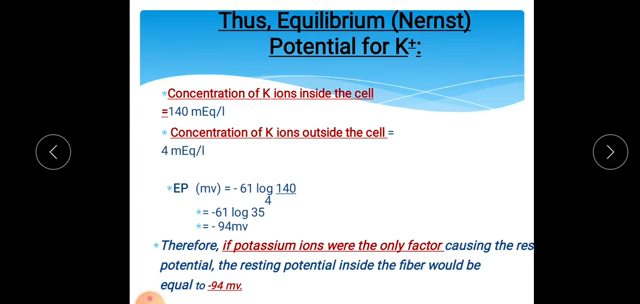 Thus, Equilibrium (Nernst)
Potential for K±:
*Concentration of K ions inside the cell
=140 mEq/l
* Concentration of K ions outside the cell =
4 mEq/l
*EP (mv) = - 61 log 140
4
*= -61 log 35
*= - 94mv
*Therefore, if potassium ions were the only factor causing the res
potential, the resting potential inside the fiber would be
equal to -94 mv.